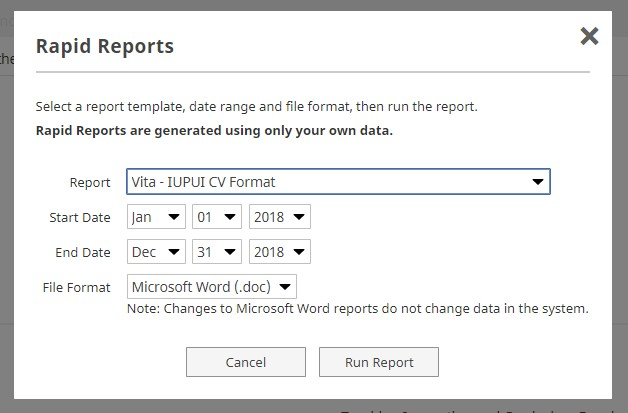 Rapid Reports
the
Select a report template, date range and file format, then run the report.
Rapid Reports are generated using only your own data.
Report Vita - IUPUI CV Format
Start Date Jan 01 2018
End Date Dec 31 2018
File Format Microsoft Word (.doc)
Note: Changes to Microsoft Word reports do not change data in the system.
Cancel Run Report